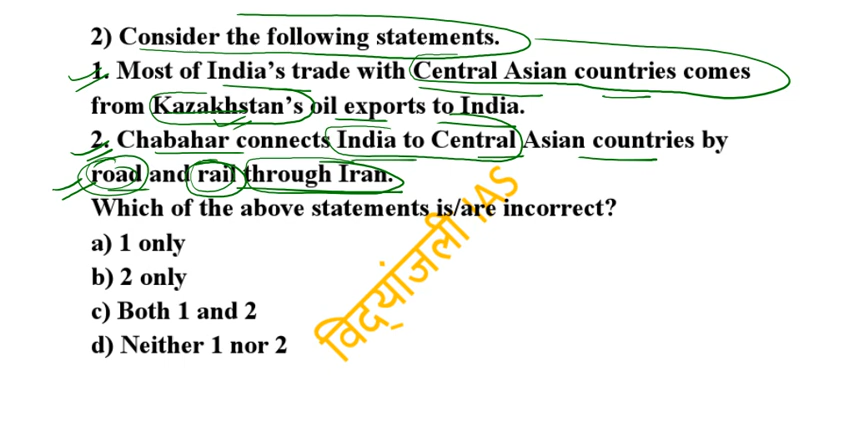 2) Consider the following statements.
1. Most of India's trade with Central Asian countries comes
from Kazakhstan's oil exports to India.
2. Chabahar connects India to Central Asian countries by
road and rail through Iran.
Which of the above statements is/are incorrect?
a) 1 only
b) 2 only
c) Both 1 and 2
d) Neither 1 nor 2
विद्यांजली IAS